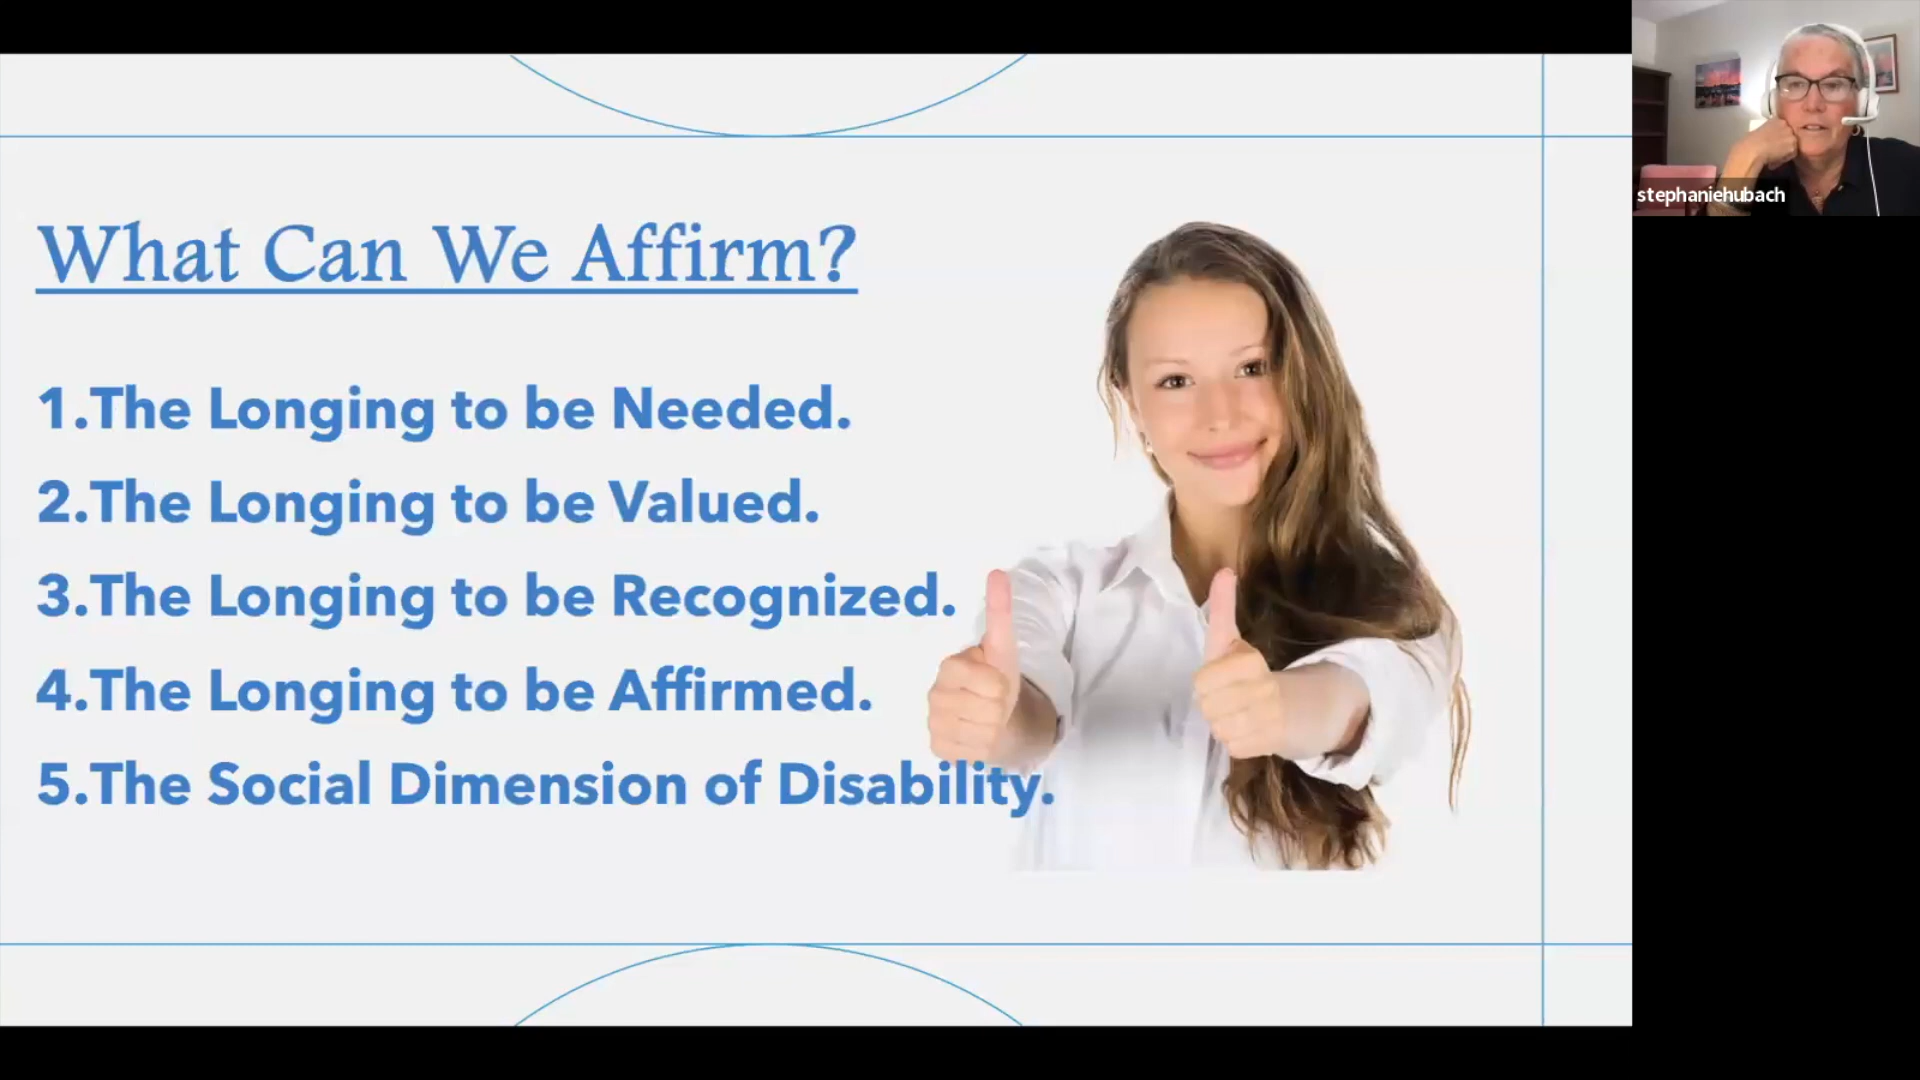 What Can We Affirm?
1.The Longing to be Needed.
2.The Longing to be Valued.
3.The Longing to be Recognized.
4.The Longing to be Affirmed.
5.The Social Dimension of Disability.
stephaniehubach